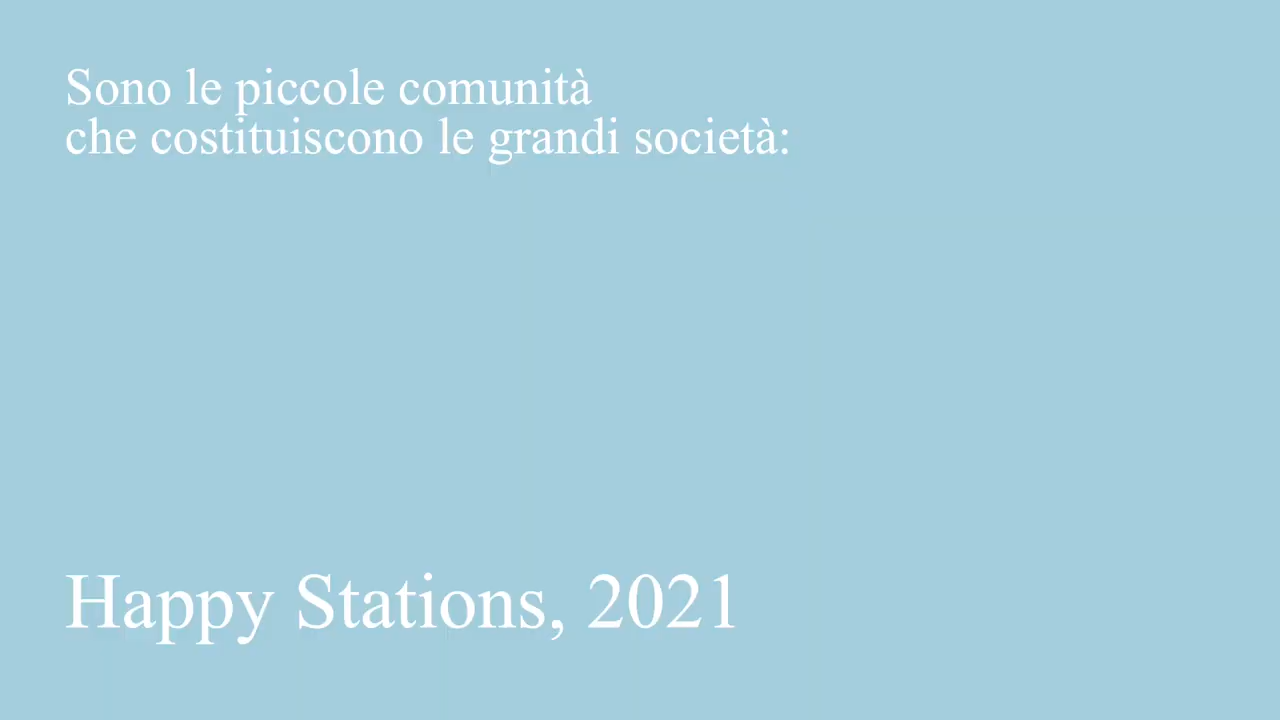 Sono le piccole comunità
che costituiscono le grandi società:
Happy Stations, 2021